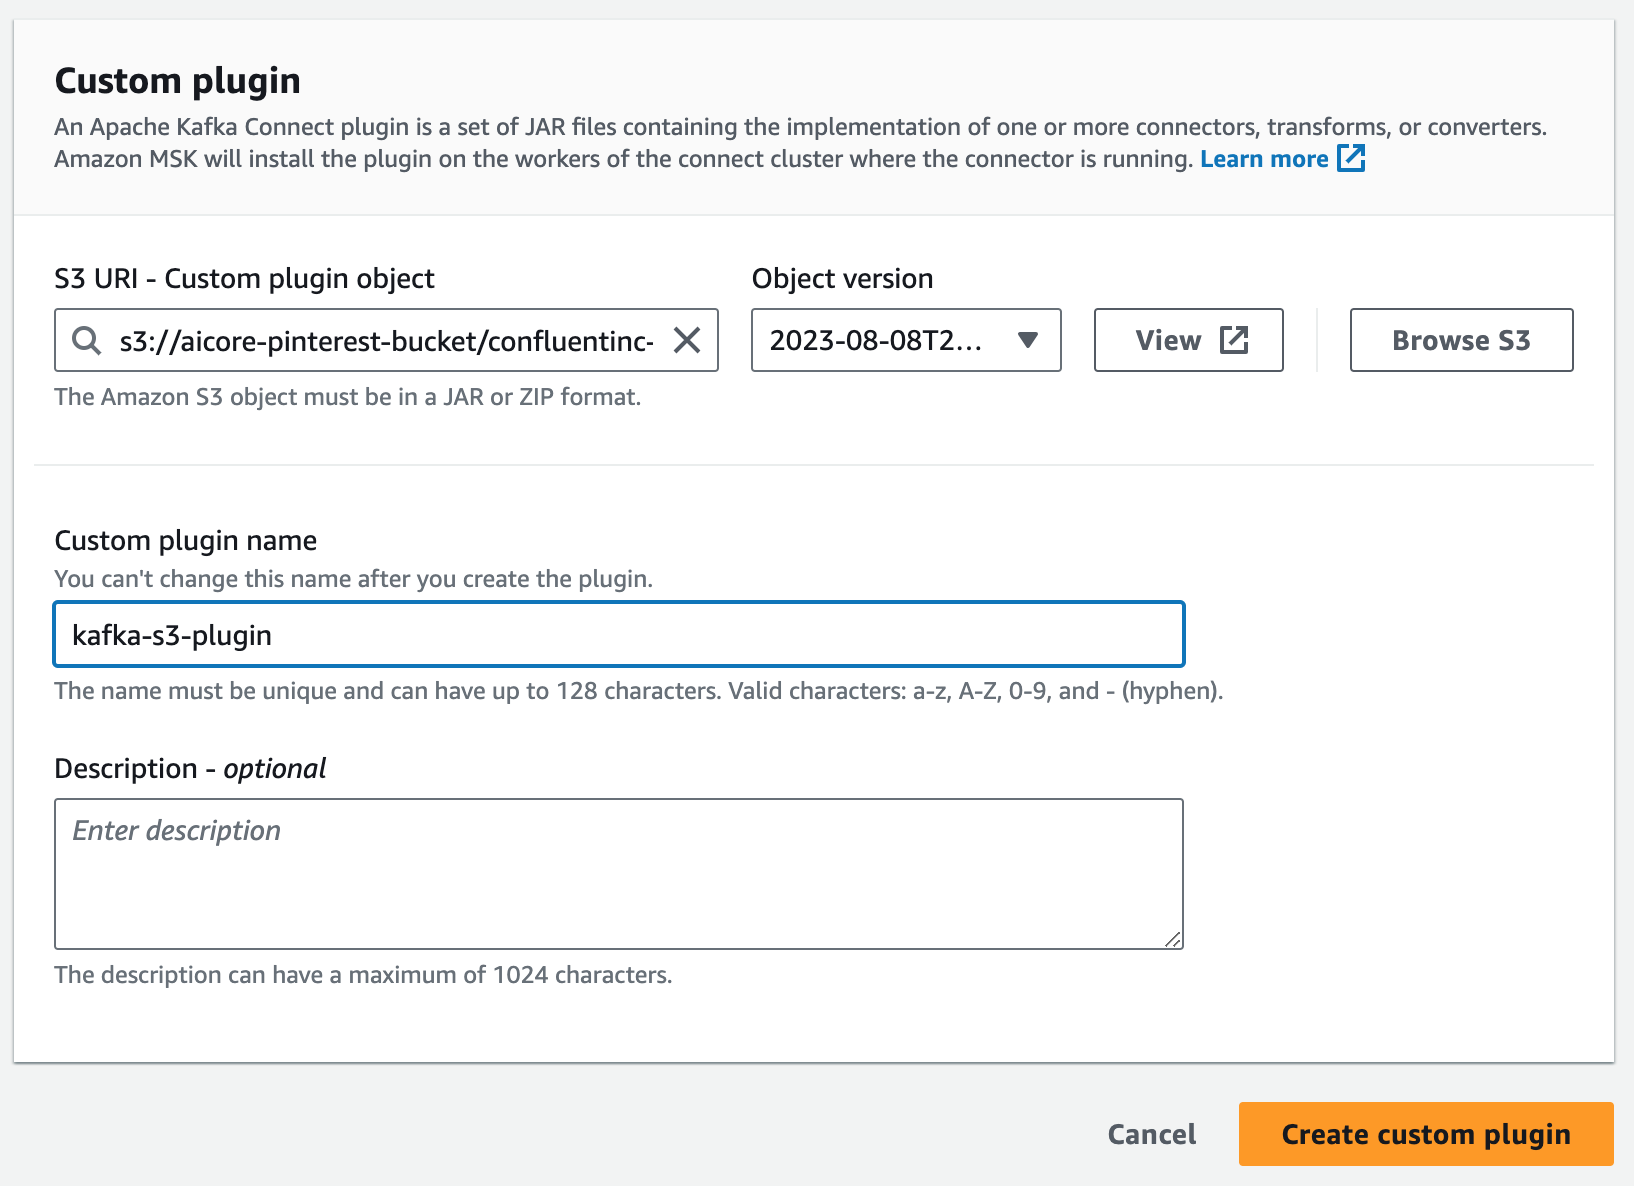 Custom plugin
An Apache Kafka Connect plugin is a set of JAR files containing the implementation of one or more connectors, transforms, or converters.
Amazon MSK will install the plugin on the workers of the connect cluster where the connector is running. Learn more
S3 URI - Custom plugin object
Object version
s3://aicore-pinterest-bucket/confluentinc-
2023-08-08T2...
View
Browse S3
The Amazon S3 object must be in a JAR or ZIP format.
Custom plugin name
You can't change this name after you create the plugin.
kafka-s3-plugin
The name must be unique and can have up to 128 characters. Valid characters: a-z, A-Z, 0-9, and - (hyphen).
Description - optional
Enter description
The description can have a maximum of 1024 characters.
Cancel
Create custom plugin